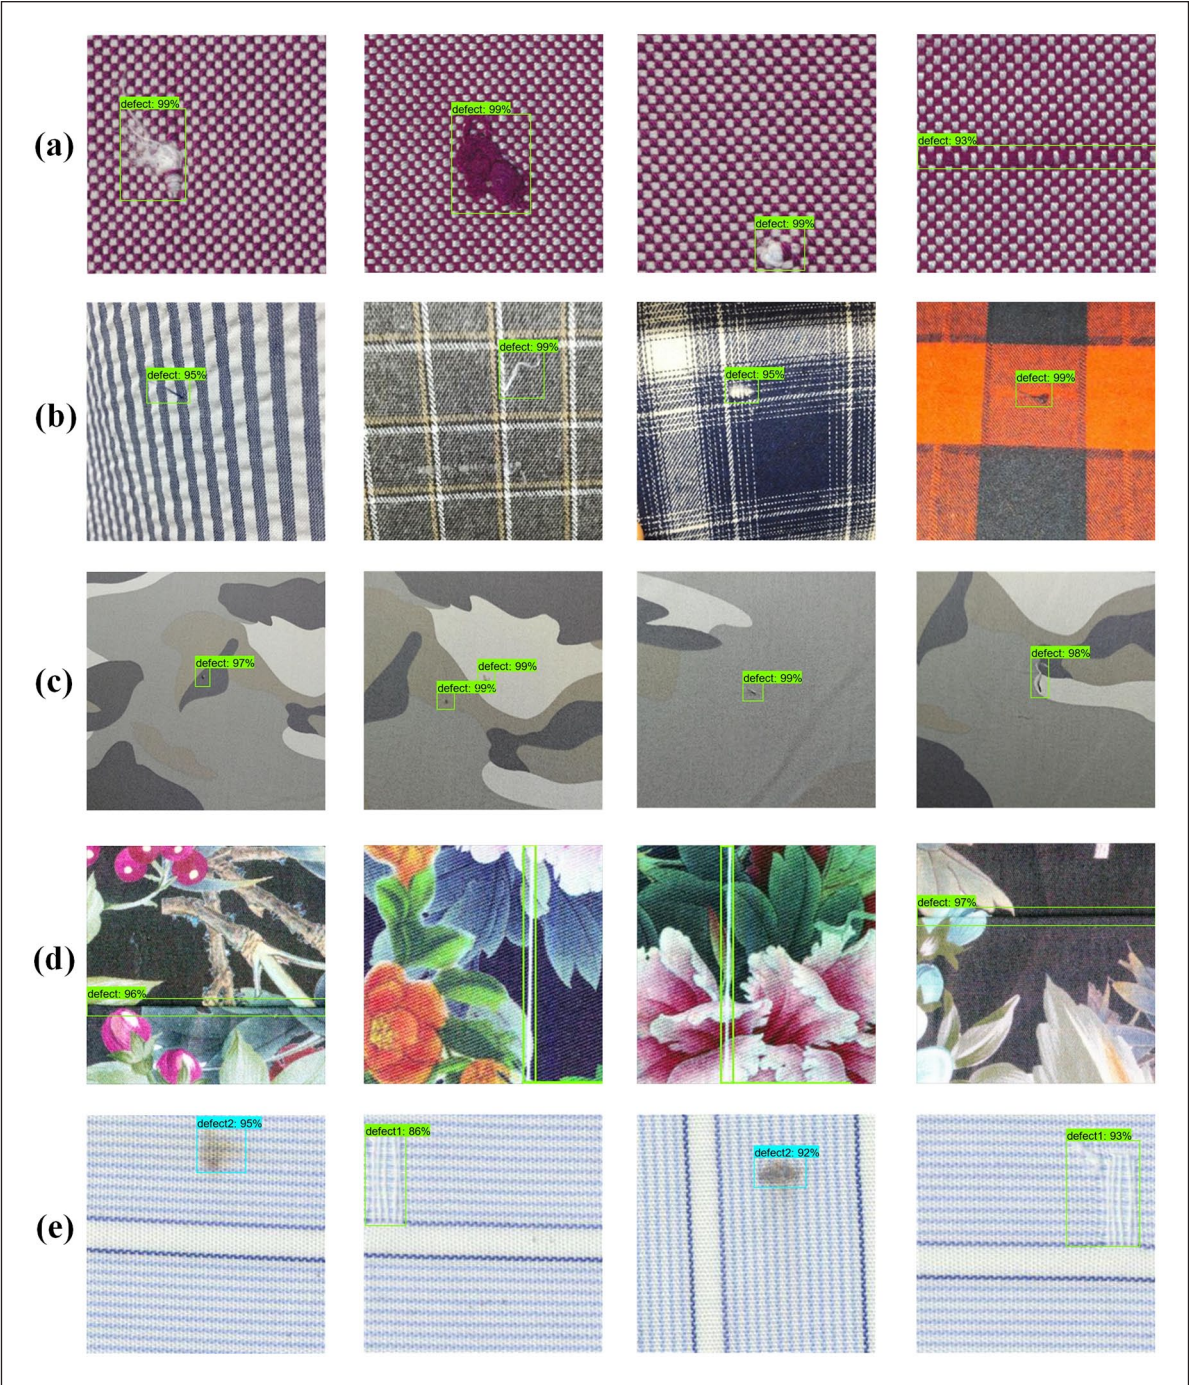 (a)
defect: 99%
defect: 99%
defect: 99%
defect: 93%
(b)
defect: 95%
defect: 99%
defect: 95%
defect: 99%
(c)
defect: 97%
defect: 99%
defect: 99%
defect: 99%
defect: 98%
(d)
defect: 96%
defect: 97%
(e)
defect2: 95%
defect1: 86%
defect2: 92%
defect1: 93%